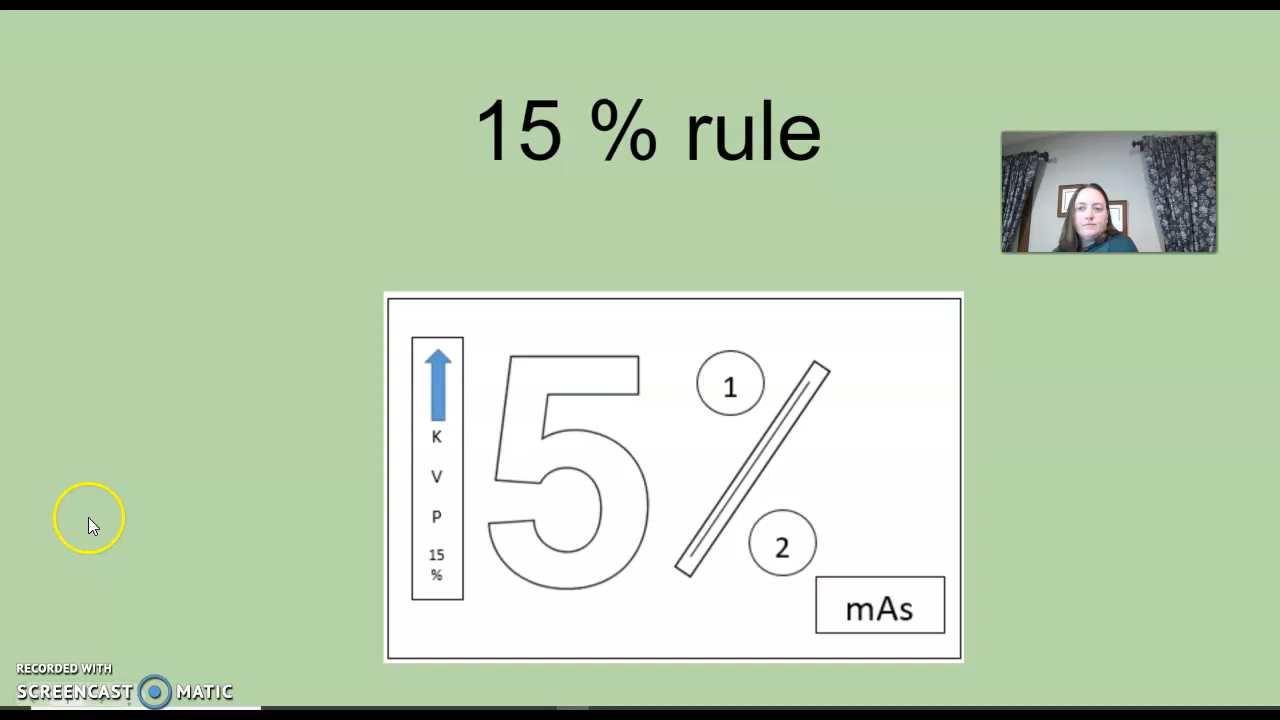 15 % rule
K
V
P
15
%
5
1
2
mAs
RECORDED WITH
SCREENCAST MATIC